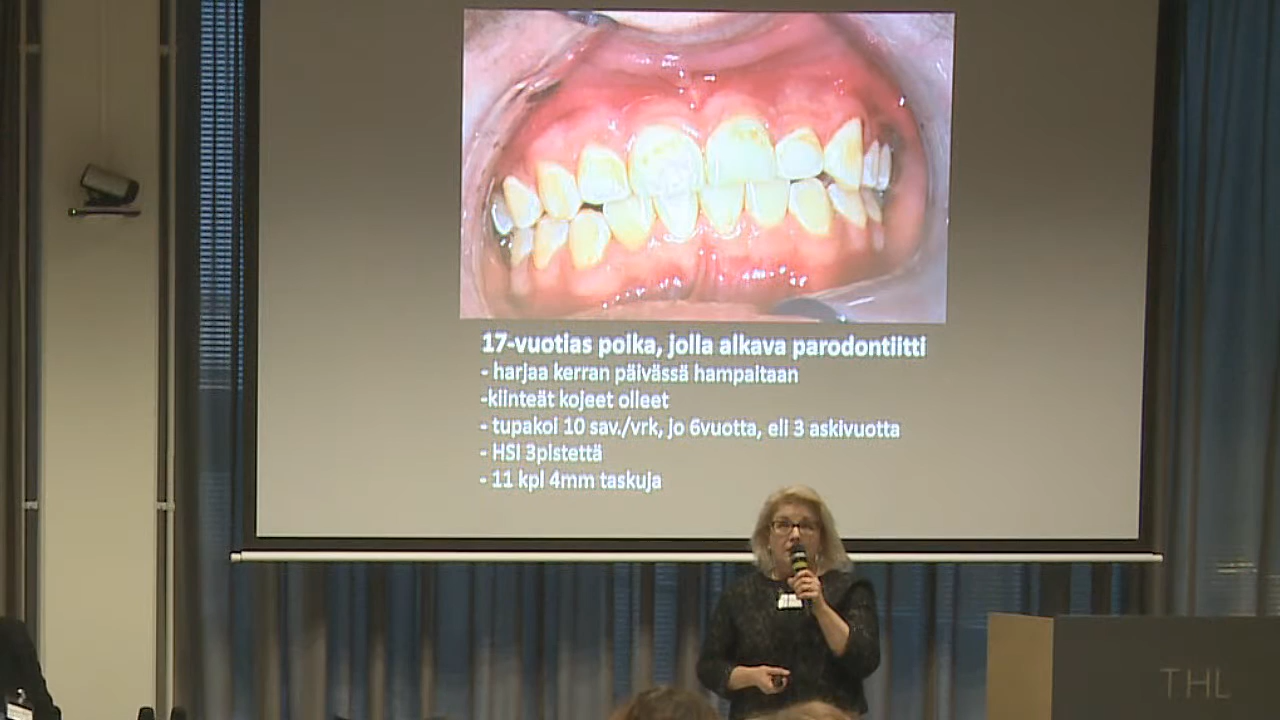 17-vuotias poika, jolla alkava parodontiitti
- harjaa kerran päivässä hampaitaan
-kiinteät kojeet olleet
- tupakoi 10 sav./vrk, jo 6vuotta, eli 3 askivuotta
- HSI 3pistettä
- 11 kpl 4mm taskuja
THL